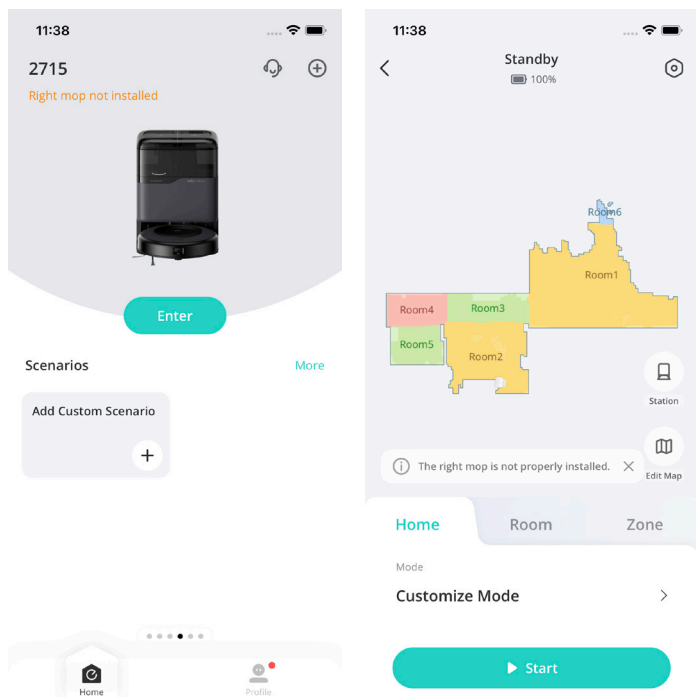 11:38
2715
Right mop not installed
Enter
Scenarios
More
Add Custom Scenario
Home
Profile
11:38
Standby
100%
Room6
Room1
Room4
Room3
Room5
Room2
Station
The right mop is not properly installed.
Edit Map
Home
Room
Zone
Mode
Customize Mode
Start